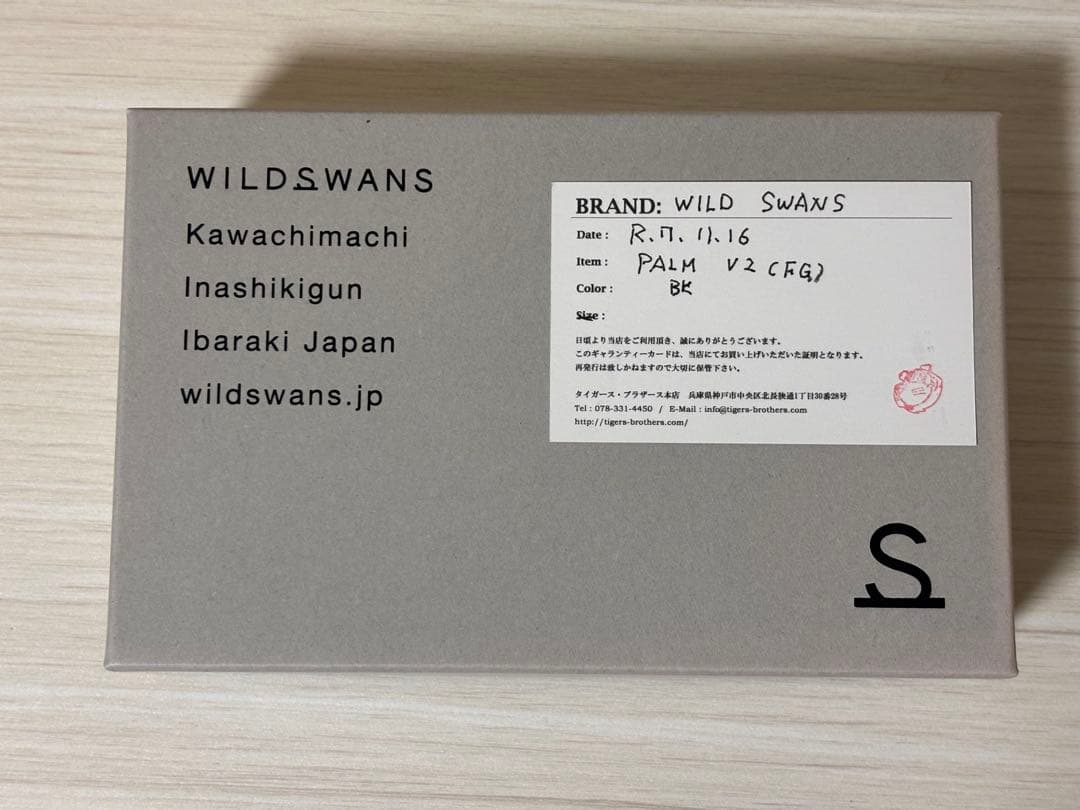 WILDSWANS
Kawachimachi
Inashikigun
Ibaraki Japan
wildswans.jp
BRAND: WILD SWANS
Date : R.7.11.16
Item : PALM V2 (FG)
Color : BK
Size :
日頃より当店をご利用頂き、誠にありがとうございます。
このギャランティーカードは、当店にてお買い上げいただいた証明となります。
再発行は致しかねますので大切に保管下さい。
タイガース・ブラザース本店 兵庫県神戸市中央区北長狭通1丁目30番28号
Tel : 078-331-4450 / E-Mail : info@tigers-brothers.com
http://tigers-brothers.com/
S